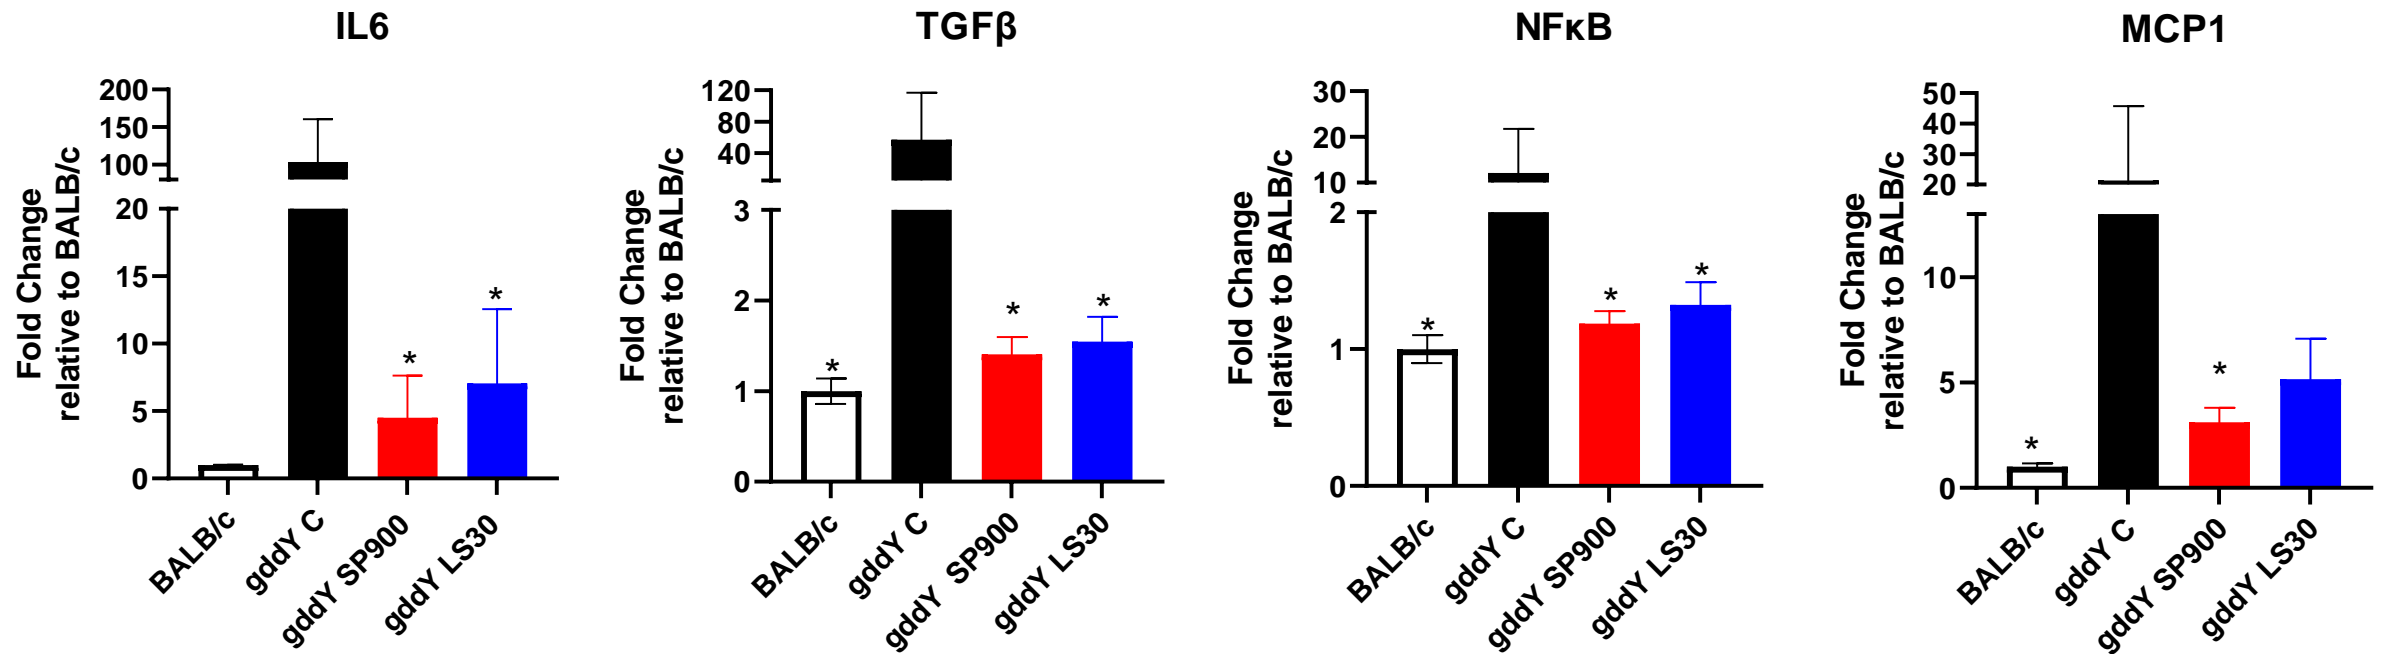 IL6
Fold Change
relative to BALB/c
200
150
100
20
15
10
5
0
*
*
BALB/c
gddY C
gddY SP900
gddY LS30
TGFβ
Fold Change
relative to BALB/c
120
80
40
3
2
1
0
*
*
*
BALB/c
gddY C
gddY SP900
gddY LS30
NFκB
Fold Change
relative to BALB/c
30
20
10
2
1
0
*
*
*
BALB/c
gddY C
gddY SP900
gddY LS30
MCP1
Fold Change
relative to BALB/c
50
40
30
20
10
5
0
*
*
BALB/c
gddY C
gddY SP900
gddY LS30